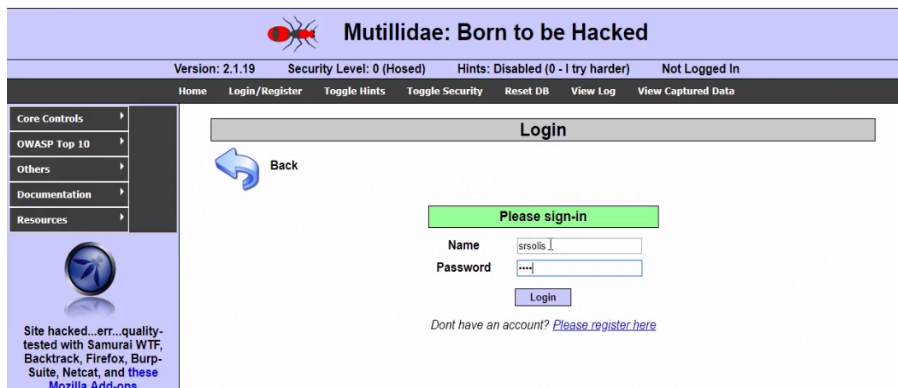 Mutillidae: Born to be Hacked
Version: 2.1.19 Security Level: 0 (Hosed) Hints: Disabled (0 - I try harder) Not Logged In
Home Login/Register Toggle Hints Toggle Security Reset DB View Log View Captured Data
Core Controls
OWASP Top 10
Others
Documentation
Resources
Site hacked...err...quality-
tested with Samurai WTF,
Backtrack, Firefox, Burp-
Suite, Netcat, and these
Mozilla Add-ons
Login
Back
Please sign-in
Name srsolis
Password ••••
Login
Dont have an account? Please register here